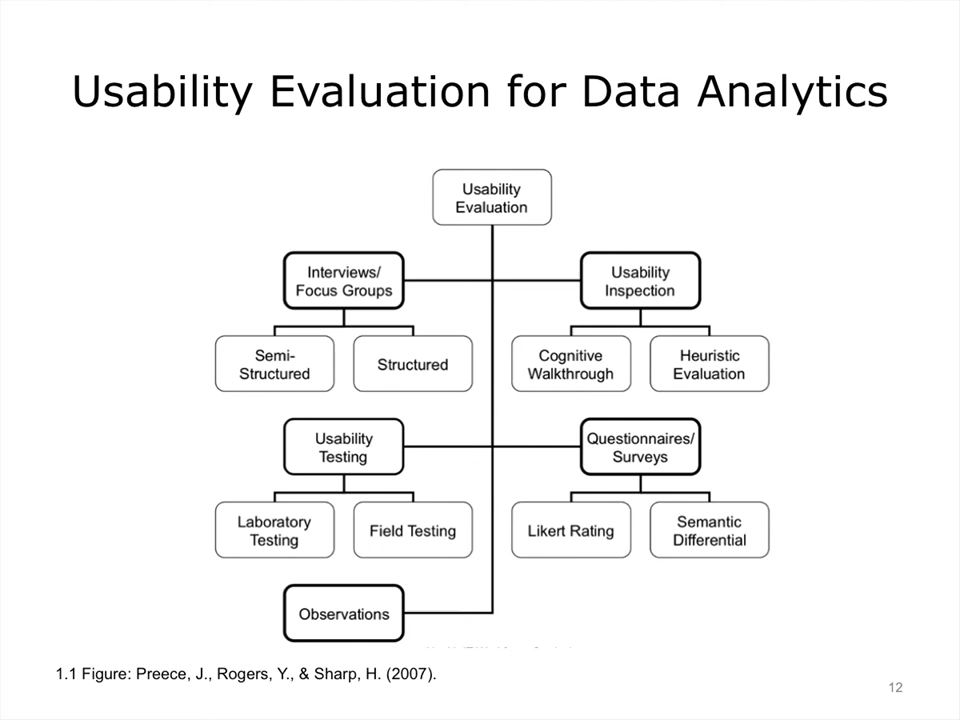 Usability Evaluation for Data Analytics
Usability
Evaluation
Interviews/
Focus Groups
Usability
Inspection
Semi-
Structured
Structured
Cognitive
Walkthrough
Heuristic
Evaluation
Usability
Testing
Questionnaires/
Surveys
Laboratory
Testing
Field Testing
Likert Rating
Semantic
Differential
Observations
1.1 Figure: Preece, J., Rogers, Y., & Sharp, H. (2007).
12